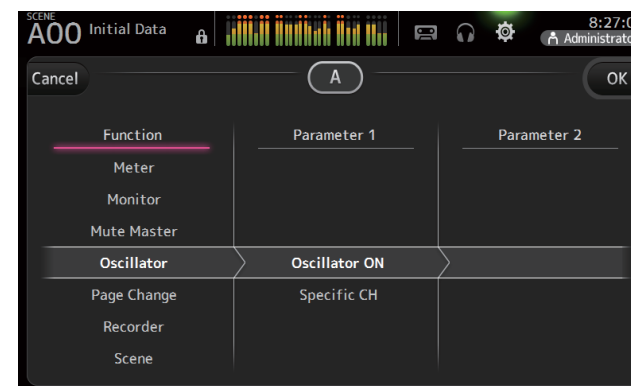 SCENE
A00 Initial Data
8:27:0
Administrato
Cancel
A
OK
Function
Parameter 1
Parameter 2
Meter
Monitor
Mute Master
Oscillator
Oscillator ON
Page Change
Specific CH
Recorder
Scene